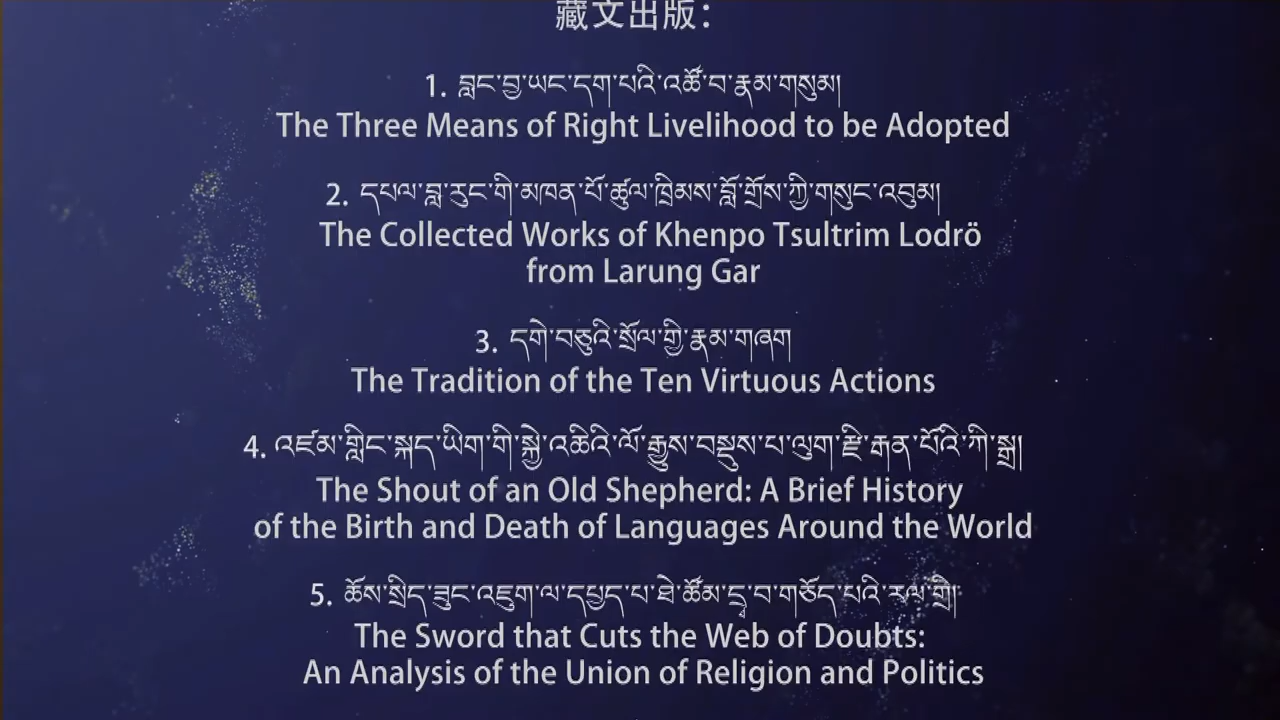 藏文出版：
1. བླང་བྱ་ཡང་དག་པའི་འཚོ་བ་རྣམ་གསུམ།
The Three Means of Right Livelihood to be Adopted
2. དཔལ་བླ་རུང་གི་མཁན་པོ་ཚུལ་ཁྲིམས་བློ་གྲོས་ཀྱི་གསུང་འབུམ།
The Collected Works of Khenpo Tsultrim Lodrö
from Larung Gar
3. དགེ་བཅུའི་སྲོལ་གྱི་རྣམ་གཞག
The Tradition of the Ten Virtuous Actions
4. འཛམ་གླིང་སྐད་ཡིག་གི་སྐྱེ་འཆིའི་ལོ་རྒྱུས་བསྡུས་པ་ལུག་རྫི་རྒན་པོའི་ཀི་སྒྲ།
The Shout of an Old Shepherd: A Brief History
of the Birth and Death of Languages Around the World
5. ཆོས་སྲིད་ཟུང་འཇུག་ལ་དཔྱད་པ་ཐེ་ཚོམ་དྲྭ་བ་གཅོད་པའི་རལ་གྲི།
The Sword that Cuts the Web of Doubts:
An Analysis of the Union of Religion and Politics